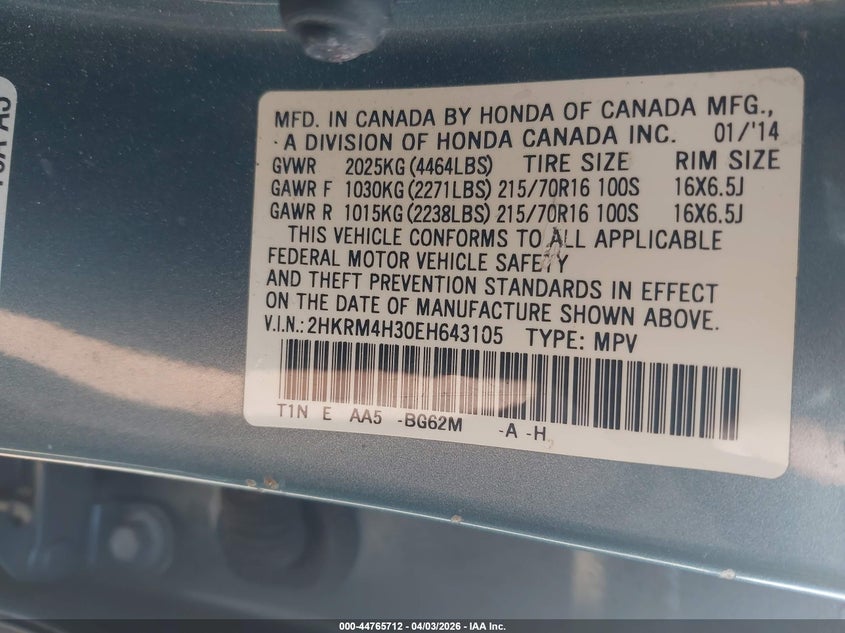 MFD. IN CANADA BY HONDA OF CANADA MFG.,
A DIVISION OF HONDA CANADA INC. 01/'14
GVWR 2025KG(4464LBS) TIRE SIZE RIM SIZE
GAWR F 1030KG(2271LBS) 215/70R16 100S 16X6.5J
GAWR R 1015KG(2238LBS) 215/70R16 100S 16X6.5J
THIS VEHICLE CONFORMS TO ALL APPLICABLE
FEDERAL MOTOR VEHICLE SAFETY
AND THEFT PREVENTION STANDARDS IN EFFECT
ON THE DATE OF MANUFACTURE SHOWN ABOVE.
V.I.N.:2HKRM4H30EH643105 TYPE: MPV
T1N E AA5 -BG62M -A -H
000-44765712 - 04/03/2026 - IAA Inc.